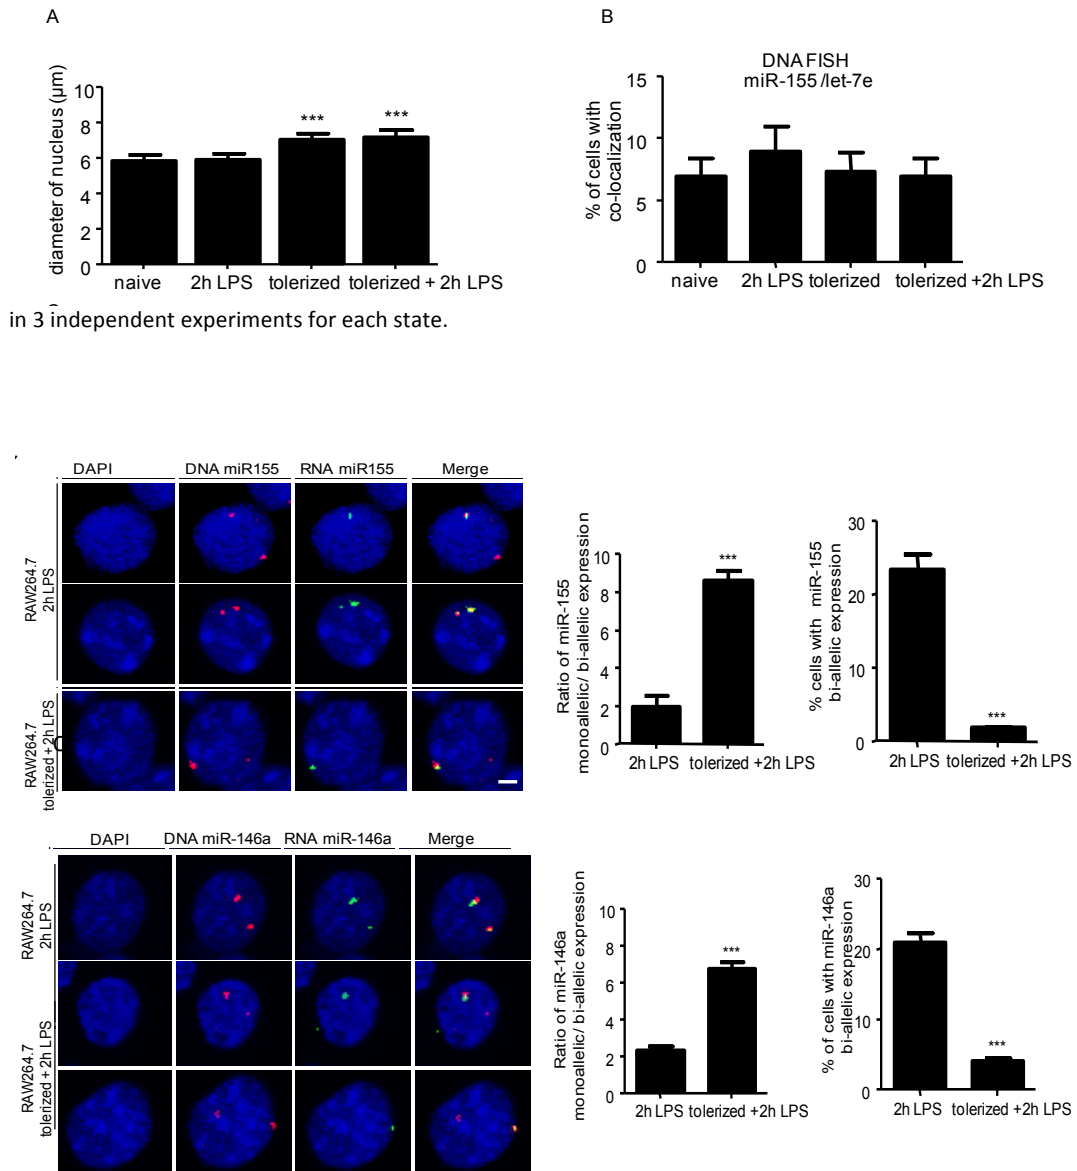 A
B
diameter of nucleus (µm)
10
8
6
4
2
0
***
***
naive
2h LPS
tolerized
tolerized + 2h LPS
DNA FISH
miR-155 /let-7e
% of cells with
co-localization
15
10
5
0
naive
2h LPS
tolerized
tolerized +2h LPS
in 3 independent experiments for each state.
DAPI
DNA miR155
RNA miR155
Merge
RAW264.7
2h LPS
RAW264.7
tolerized + 2h LPS
Ratio of miR-155
monoallelic/ bi-allelic expression
10
8
6
4
2
0
***
2h LPS
tolerized +2h LPS
% cells with miR-155
bi-allelic expression
30
20
10
0
***
2h LPS
tolerized +2h LPS
DAPI
DNA miR-146a
RNA miR-146a
Merge
RAW264.7
2h LPS
RAW264.7
tolerized + 2h LPS
Ratio of miR-146a
monoallelic/ bi-allelic expression
10
8
6
4
2
0
***
2h LPS
tolerized +2h LPS
% of cells with miR-146a
bi-allelic expression
30
20
10
0
***
2h LPS
tolerized +2h LPS